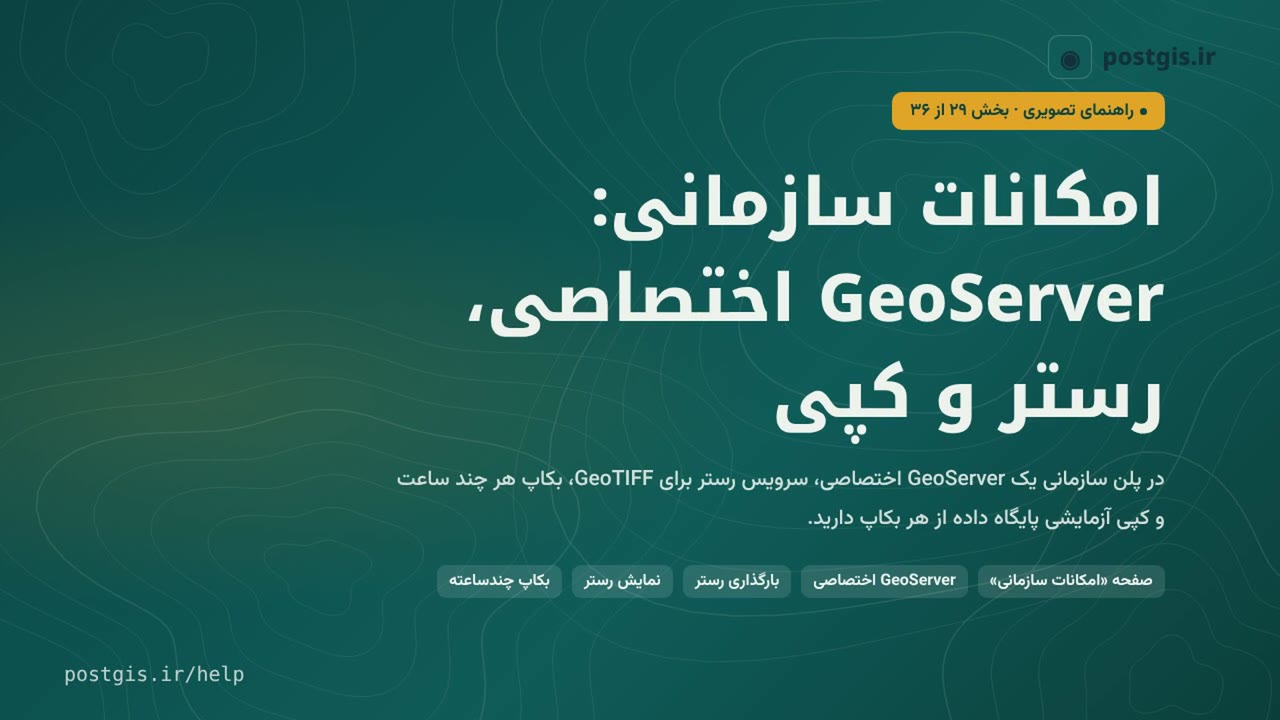 postgis.ir
• راهنمای تصویری · بخش ۲۹ از ۳۶
امکانات سازمانی:
GeoServer اختصاصی،
رستر و کپی
در پلن سازمانی یک GeoServer اختصاصی، سرویس رستر برای GeoTIFF، بکاپ هر چند ساعت
و کپی آزمایشی پایگاه داده از هر بکاپ دارید.
صفحه «امکانات سازمانی» GeoServer اختصاصی بارگذاری رستر نمایش رستر بکاپ چندساعته
postgis.ir/help